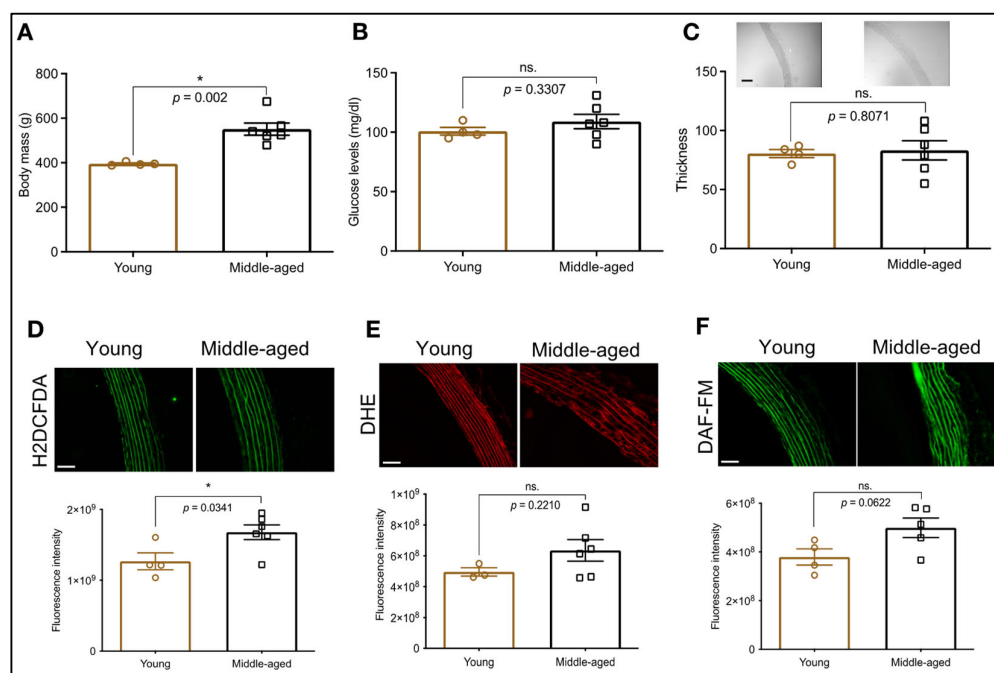 A
B
C
800
600
400
200
0
Body mass (g)
*
p = 0.002
Young
Middle-aged
150
100
50
0
Glucose levels (mg/dl)
ns.
p = 0.3307
Young
Middle-aged
150
100
50
0
Thickness
ns.
p = 0.8071
Young
Middle-aged
D
E
F
Young
Middle-aged
H2DCFDA
Young
Middle-aged
DHE
Young
Middle-aged
DAF-FM
2×10⁹
1×10⁹
0
Fluorescence intensity
*
p = 0.0341
Young
Middle-aged
1×10⁹
8×10⁸
6×10⁸
4×10⁸
2×10⁸
0
Fluorescence intensity
ns.
p = 0.2210
Young
Middle-aged
6×10⁸
4×10⁸
2×10⁸
0
Fluorescence intensity
ns.
p = 0.0622
Young
Middle-aged